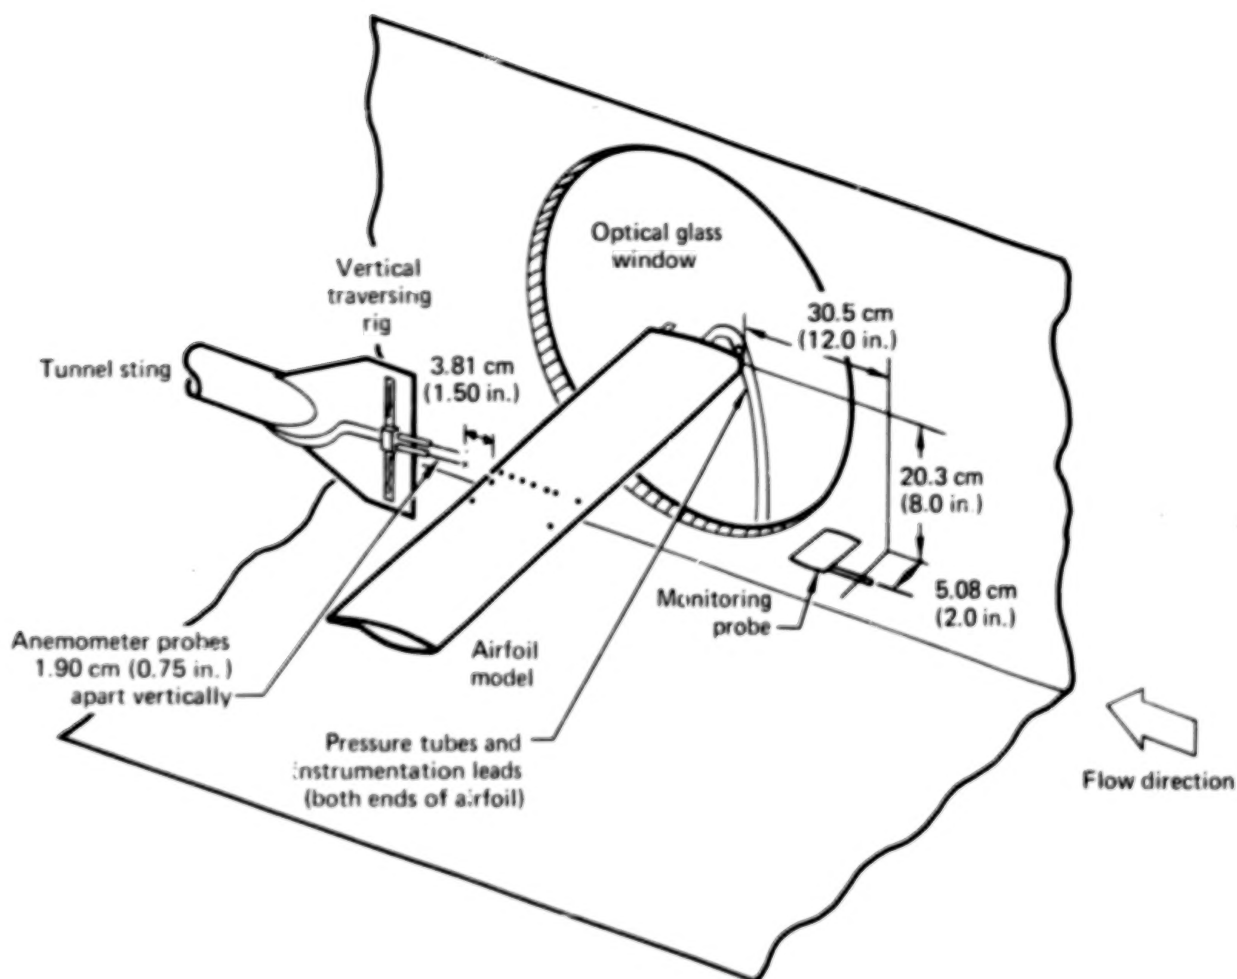 Optical glass
window
Vertical
traversing
rig
30.5 cm
(12.0 in.)
Tunnel sting
3.81 cm
(1.50 in.)
20.3 cm
(8.0 in.)
5.08 cm
(2.0 in.)
Monitoring
probe
Anemometer probes
1.90 cm (0.75 in.)
apart vertically
Airfoil
model
Pressure tubes and
instrumentation leads
(both ends of airfoil)
Flow direction